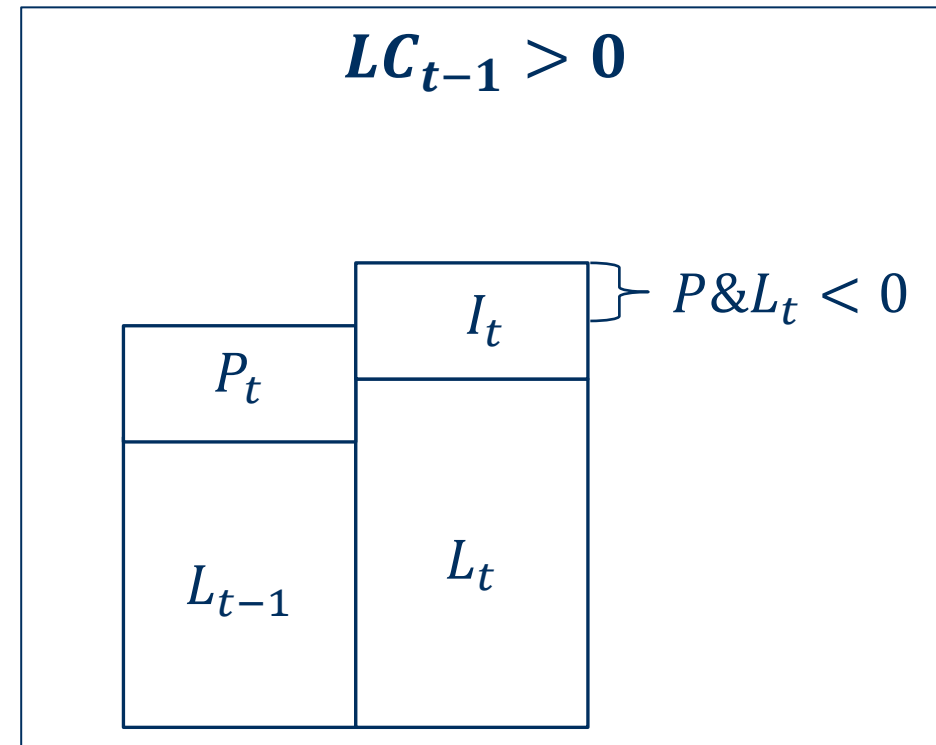 LC_{t−1} > 0
I_t
P&L_t < 0
P_t
L_t
L_{t−1}